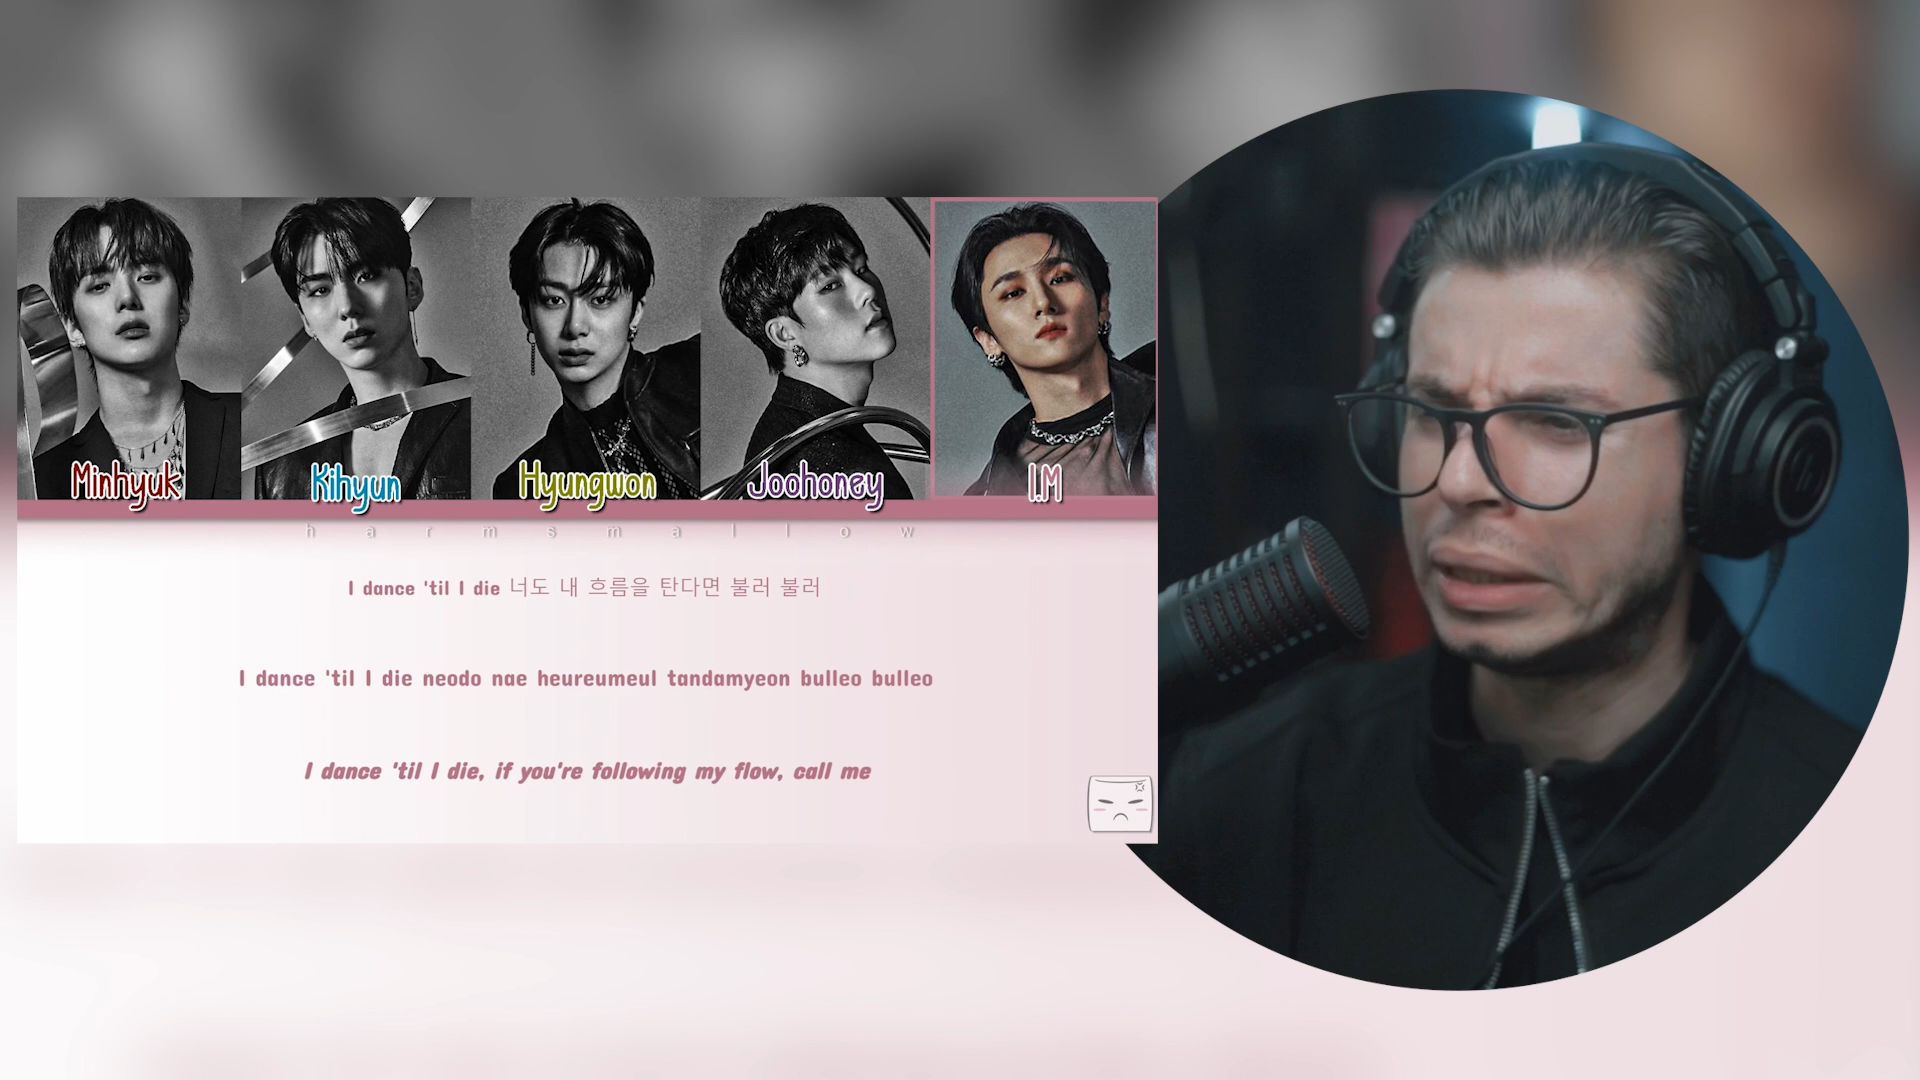 Minhyuk
Kihyun
Hyungwon
Joohoney
I.M
harmsmallow
I dance 'til I die 너도 내 흐름을 탄다면 불러 불러
I dance 'til I die neodo nae heureumeul tandamyeon bulleo bulleo
I dance 'til I die, if you're following my flow, call me